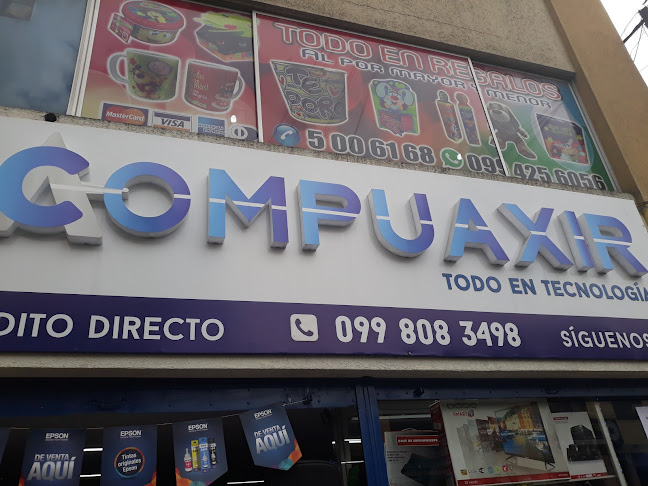 TODO EN REGALOS
AL POR MAYOR Y MENOR
MasterCard VISA
5 006168 099 425 6056
COMPUAXIR
TODO EN TECNOLOGÍA
DITO DIRECTO 099 808 3498 SÍGUENOS
EPSON
DE VENTA
AQUÍ
EPSON
Tintas
originales
Epson
EPSON
EPSON
DE VENTA
AQUÍ